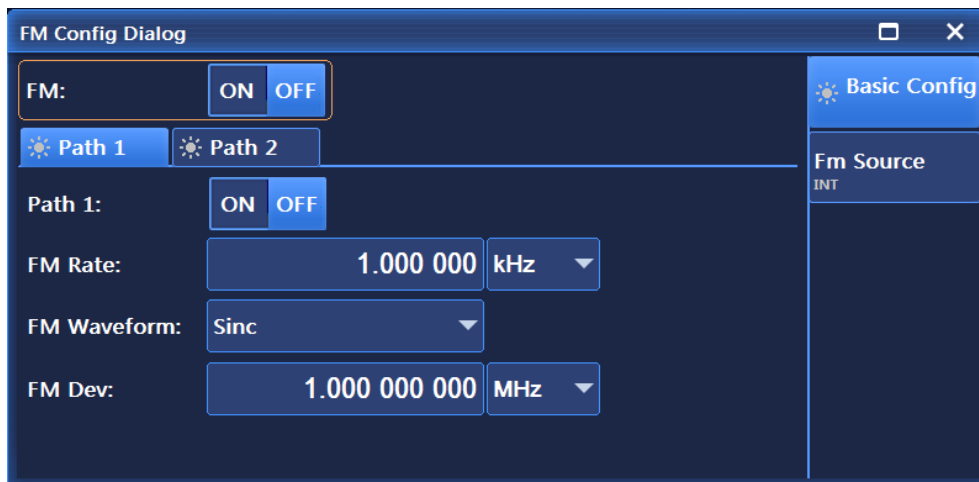 FM Config Dialog
FM: ON OFF
Basic Config
Path 1 Path 2
Fm Source
INT
Path 1: ON OFF
FM Rate: 1.000 000 kHz
FM Waveform: Sinc
FM Dev: 1.000 000 000 MHz